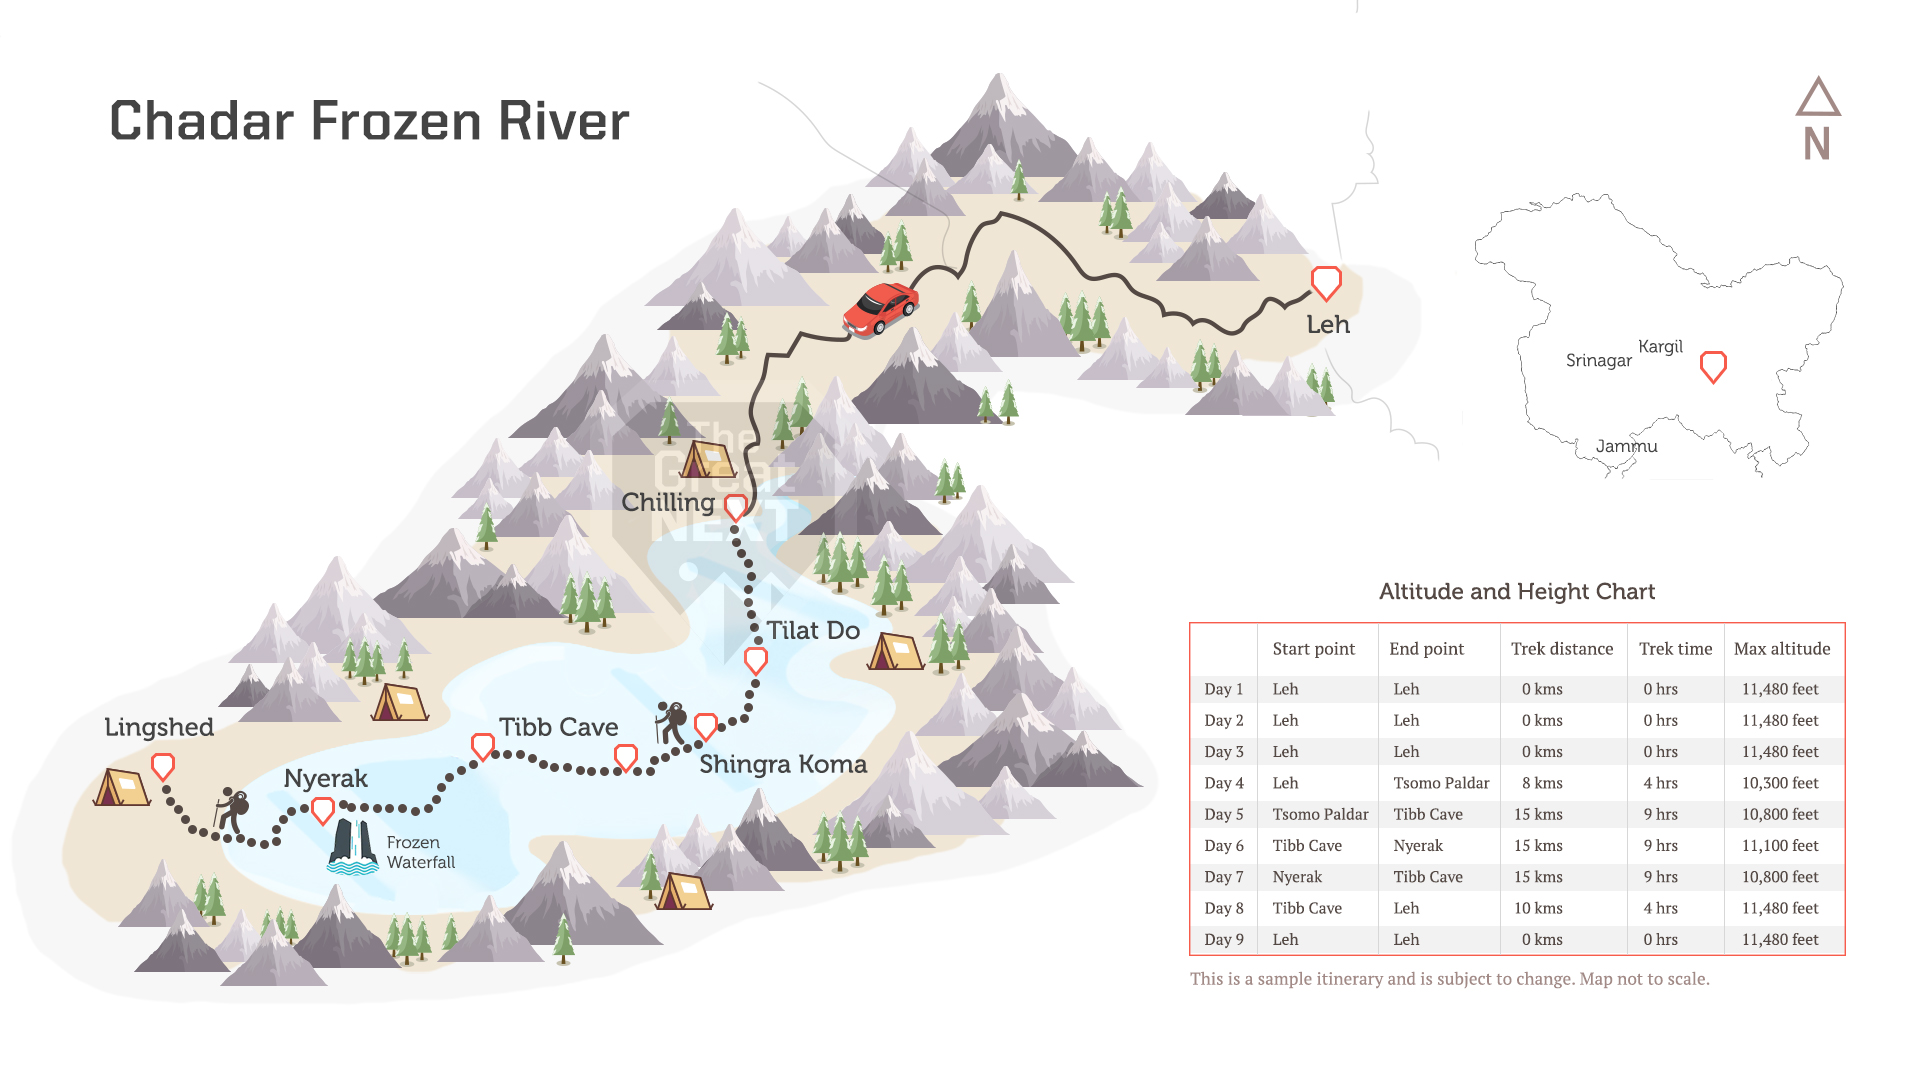 Chadar Frozen River
N
Leh
Kargil
Srinagar
Jammu
The
Great
NEXT
Chilling
Tilat Do
Lingshed
Tibb Cave
Shingra Koma
Nyerak
Frozen
Waterfall
Altitude and Height Chart
Start point End point Trek distance Trek time Max altitude
Day 1 Leh Leh 0 kms 0 hrs 11,480 feet
Day 2 Leh Leh 0 kms 0 hrs 11,480 feet
Day 3 Leh Leh 0 kms 0 hrs 11,480 feet
Day 4 Leh Tsomo Paldar 8 kms 4 hrs 10,300 feet
Day 5 Tsomo Paldar Tibb Cave 15 kms 9 hrs 10,800 feet
Day 6 Tibb Cave Nyerak 15 kms 9 hrs 11,100 feet
Day 7 Nyerak Tibb Cave 15 kms 9 hrs 10,800 feet
Day 8 Tibb Cave Leh 10 kms 4 hrs 11,480 feet
Day 9 Leh Leh 0 kms 0 hrs 11,480 feet
This is a sample itinerary and is subject to change. Map not to scale.